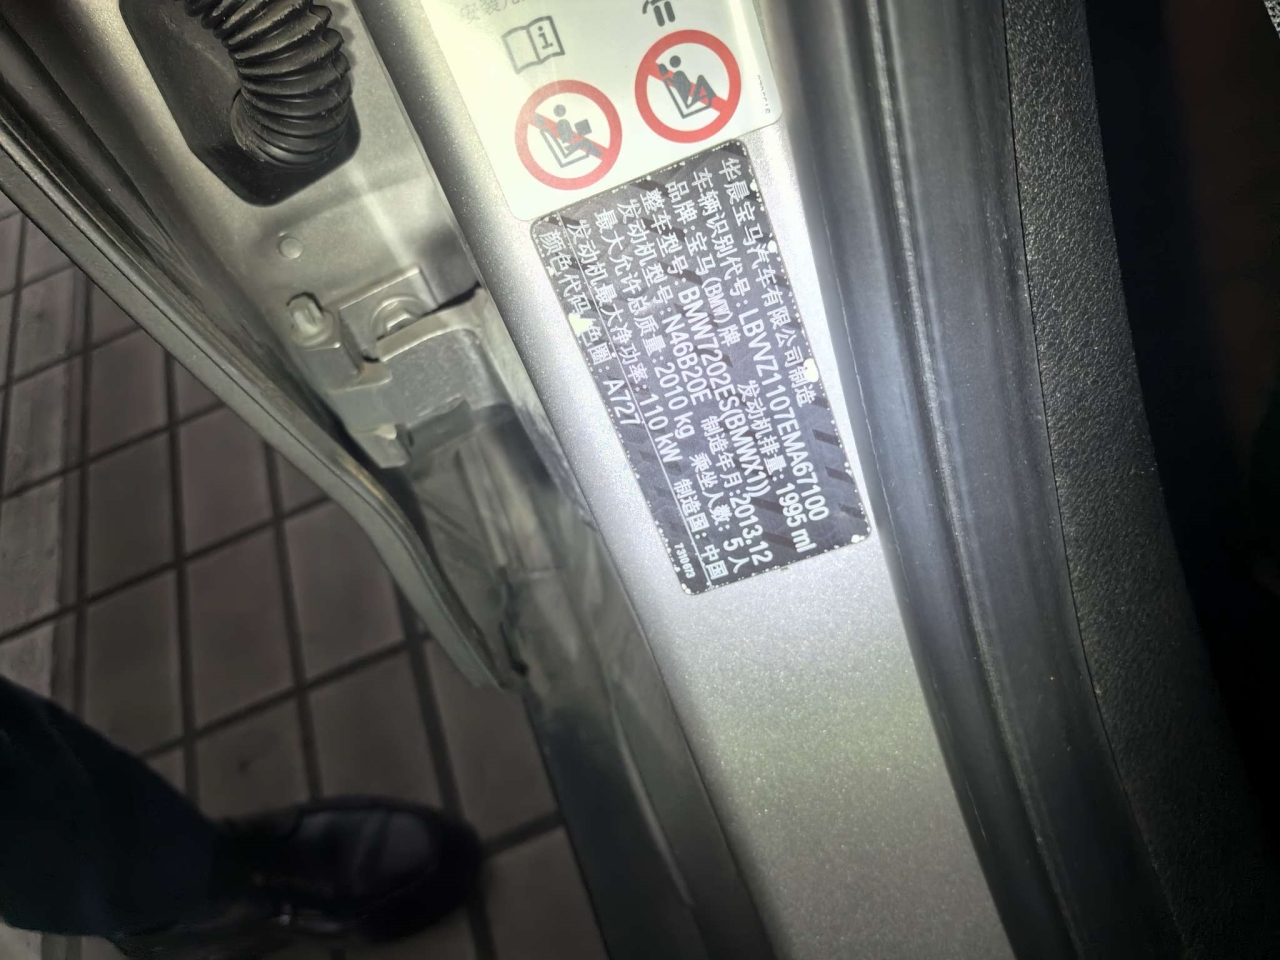 华晨宝马汽车有限公司制造
车辆识别代号：LBVVZ1107EMA67100
品牌：宝马(BMW)牌 发动机排量：1995 ml
整车型号：BMW7202ES(BMWX1))
发动机型号：N46B20E 制造年月：2013.12
最大允许总质量：2010 kg 乘坐人数：5 人
发动机最大净功率：110 kW 制造国：中国
颜色代码 色圈：A727
7310 673